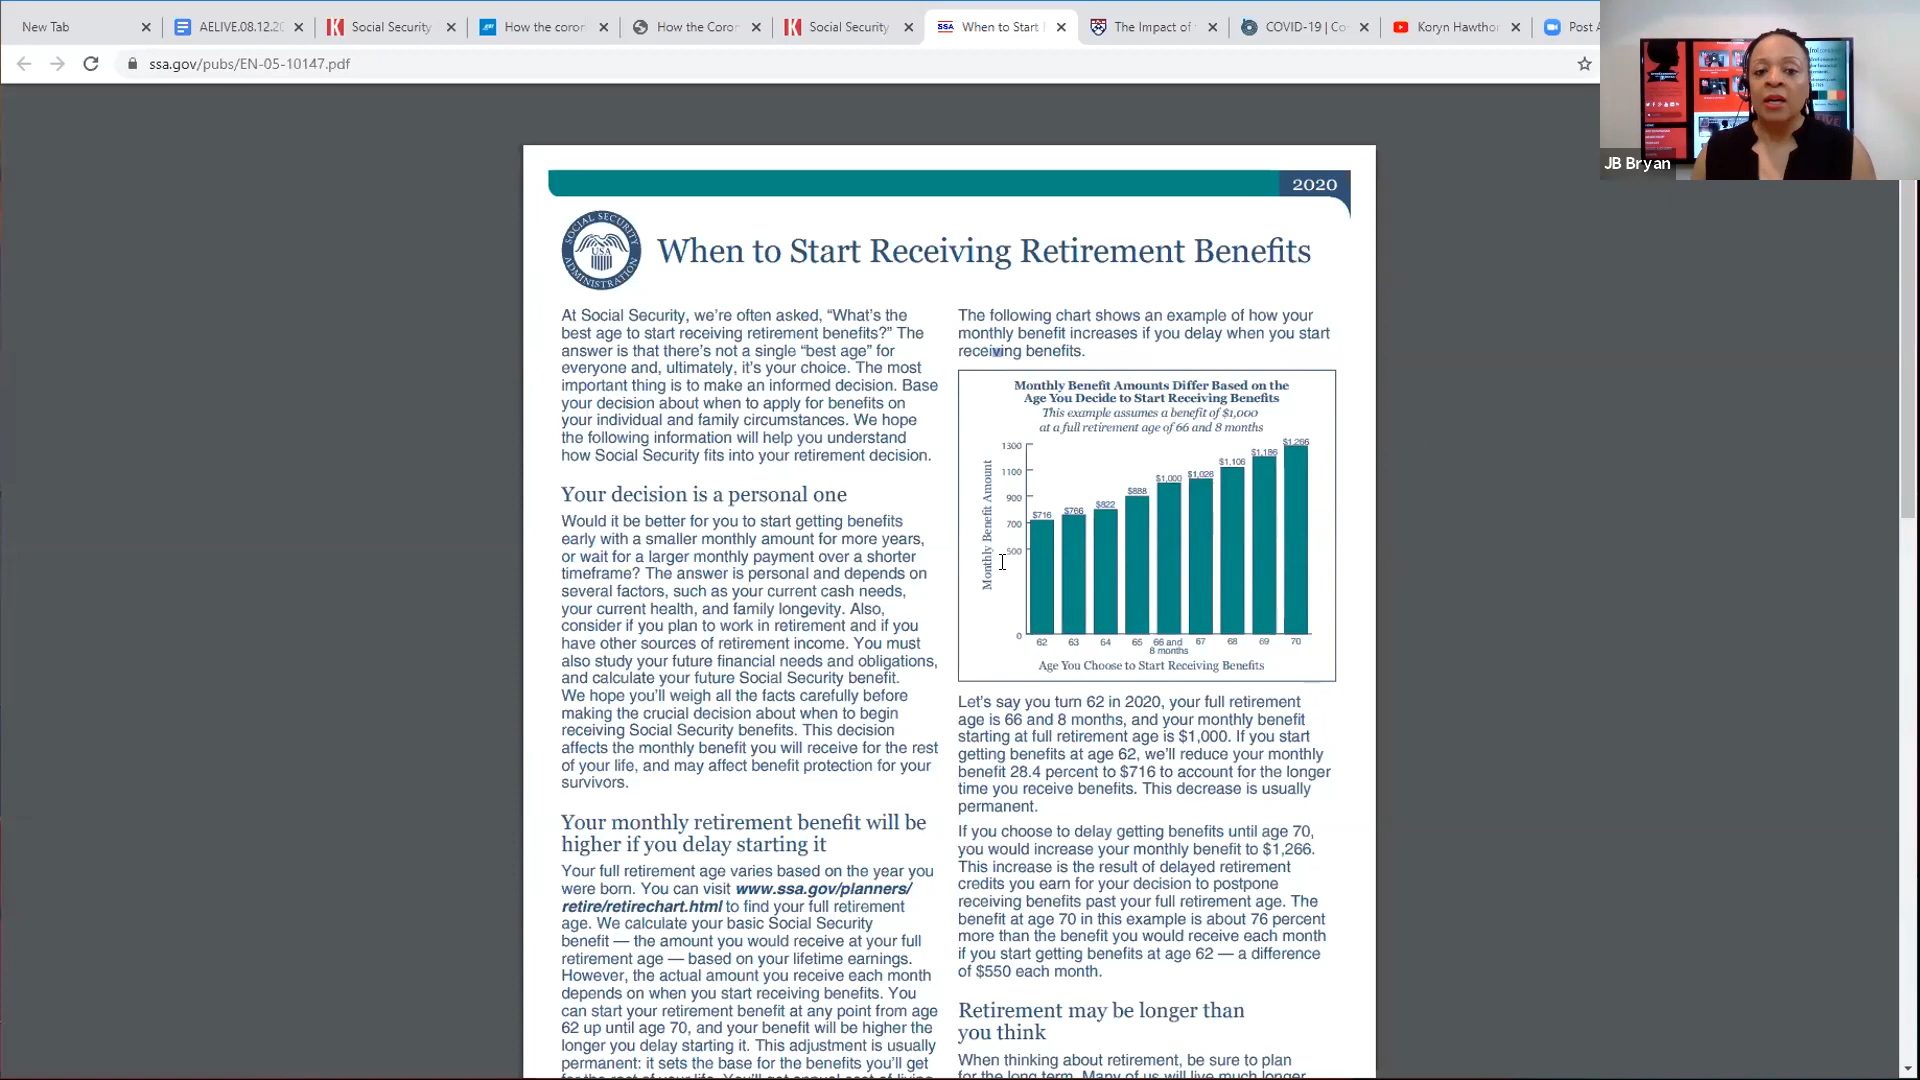 New Tab
AELIVE.08.12.20
Social Security
How the coron
How the Coron
Social Security
When to Start
The Impact of
COVID-19 | Co
Koryn Hawtho
Post A
ssa.gov/pubs/EN-05-10147.pdf
JB Bryan
2020
SOCIAL SECURITY ADMINISTRATION
USA
When to Start Receiving Retirement Benefits
At Social Security, we’re often asked, “What’s the
best age to start receiving retirement benefits?” The
answer is that there’s not a single “best age” for
everyone and, ultimately, it’s your choice. The most
important thing is to make an informed decision. Base
your decision about when to apply for benefits on
your individual and family circumstances. We hope
the following information will help you understand
how Social Security fits into your retirement decision.
Your decision is a personal one
Would it be better for you to start getting benefits
early with a smaller monthly amount for more years,
or wait for a larger monthly payment over a shorter
timeframe? The answer is personal and depends on
several factors, such as your current cash needs,
your current health, and family longevity. Also,
consider if you plan to work in retirement and if you
have other sources of retirement income. You must
also study your future financial needs and obligations,
and calculate your future Social Security benefit.
We hope you’ll weigh all the facts carefully before
making the crucial decision about when to begin
receiving Social Security benefits. This decision
affects the monthly benefit you will receive for the rest
of your life, and may affect benefit protection for your
survivors.
Your monthly retirement benefit will be
higher if you delay starting it
Your full retirement age varies based on the year you
were born. You can visit www.ssa.gov/planners/
retire/retirechart.html to find your full retirement
age. We calculate your basic Social Security
benefit — the amount you would receive at your full
retirement age — based on your lifetime earnings.
However, the actual amount you receive each month
depends on when you start receiving benefits. You
can start your retirement benefit at any point from age
62 up until age 70, and your benefit will be higher the
longer you delay starting it. This adjustment is usually
permanent: it sets the base for the benefits you’ll get
The following chart shows an example of how your
monthly benefit increases if you delay when you start
receiving benefits.
Monthly Benefit Amounts Differ Based on the
Age You Decide to Start Receiving Benefits
This example assumes a benefit of $1,000
at a full retirement age of 66 and 8 months
Monthly Benefit Amount
1300
1100
900
700
500
0
$716
$766
$822
$888
$1,000
$1,026
$1,106
$1,186
$1,266
62
63
64
65
66 and
8 months
67
68
69
70
Age You Choose to Start Receiving Benefits
Let’s say you turn 62 in 2020, your full retirement
age is 66 and 8 months, and your monthly benefit
starting at full retirement age is $1,000. If you start
getting benefits at age 62, we’ll reduce your monthly
benefit 28.4 percent to $716 to account for the longer
time you receive benefits. This decrease is usually
permanent.
If you choose to delay getting benefits until age 70,
you would increase your monthly benefit to $1,266.
This increase is the result of delayed retirement
credits you earn for your decision to postpone
receiving benefits past your full retirement age. The
benefit at age 70 in this example is about 76 percent
more than the benefit you would receive each month
if you start getting benefits at age 62 — a difference
of $550 each month.
Retirement may be longer than
you think
When thinking about retirement, be sure to plan
for the long term. Many of us will live much longer